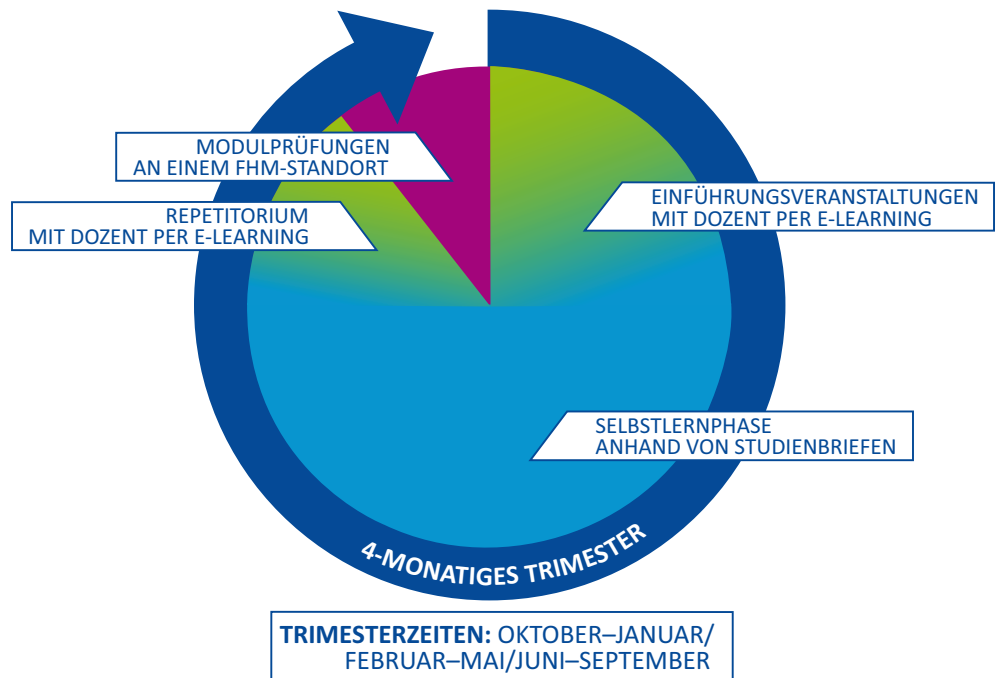 MODULPRÜFUNGEN
AN EINEM FHM-STANDORT
REPETITORIUM
MIT DOZENT PER E-LEARNING
EINFÜHRUNGSVERANSTALTUNGEN
MIT DOZENT PER E-LEARNING
SELBSTLERNPHASE
ANHAND VON STUDIENBRIEFEN
4-MONATIGES TRIMESTER
TRIMESTERZEITEN: OKTOBER–JANUAR/
FEBRUAR–MAI/JUNI–SEPTEMBER